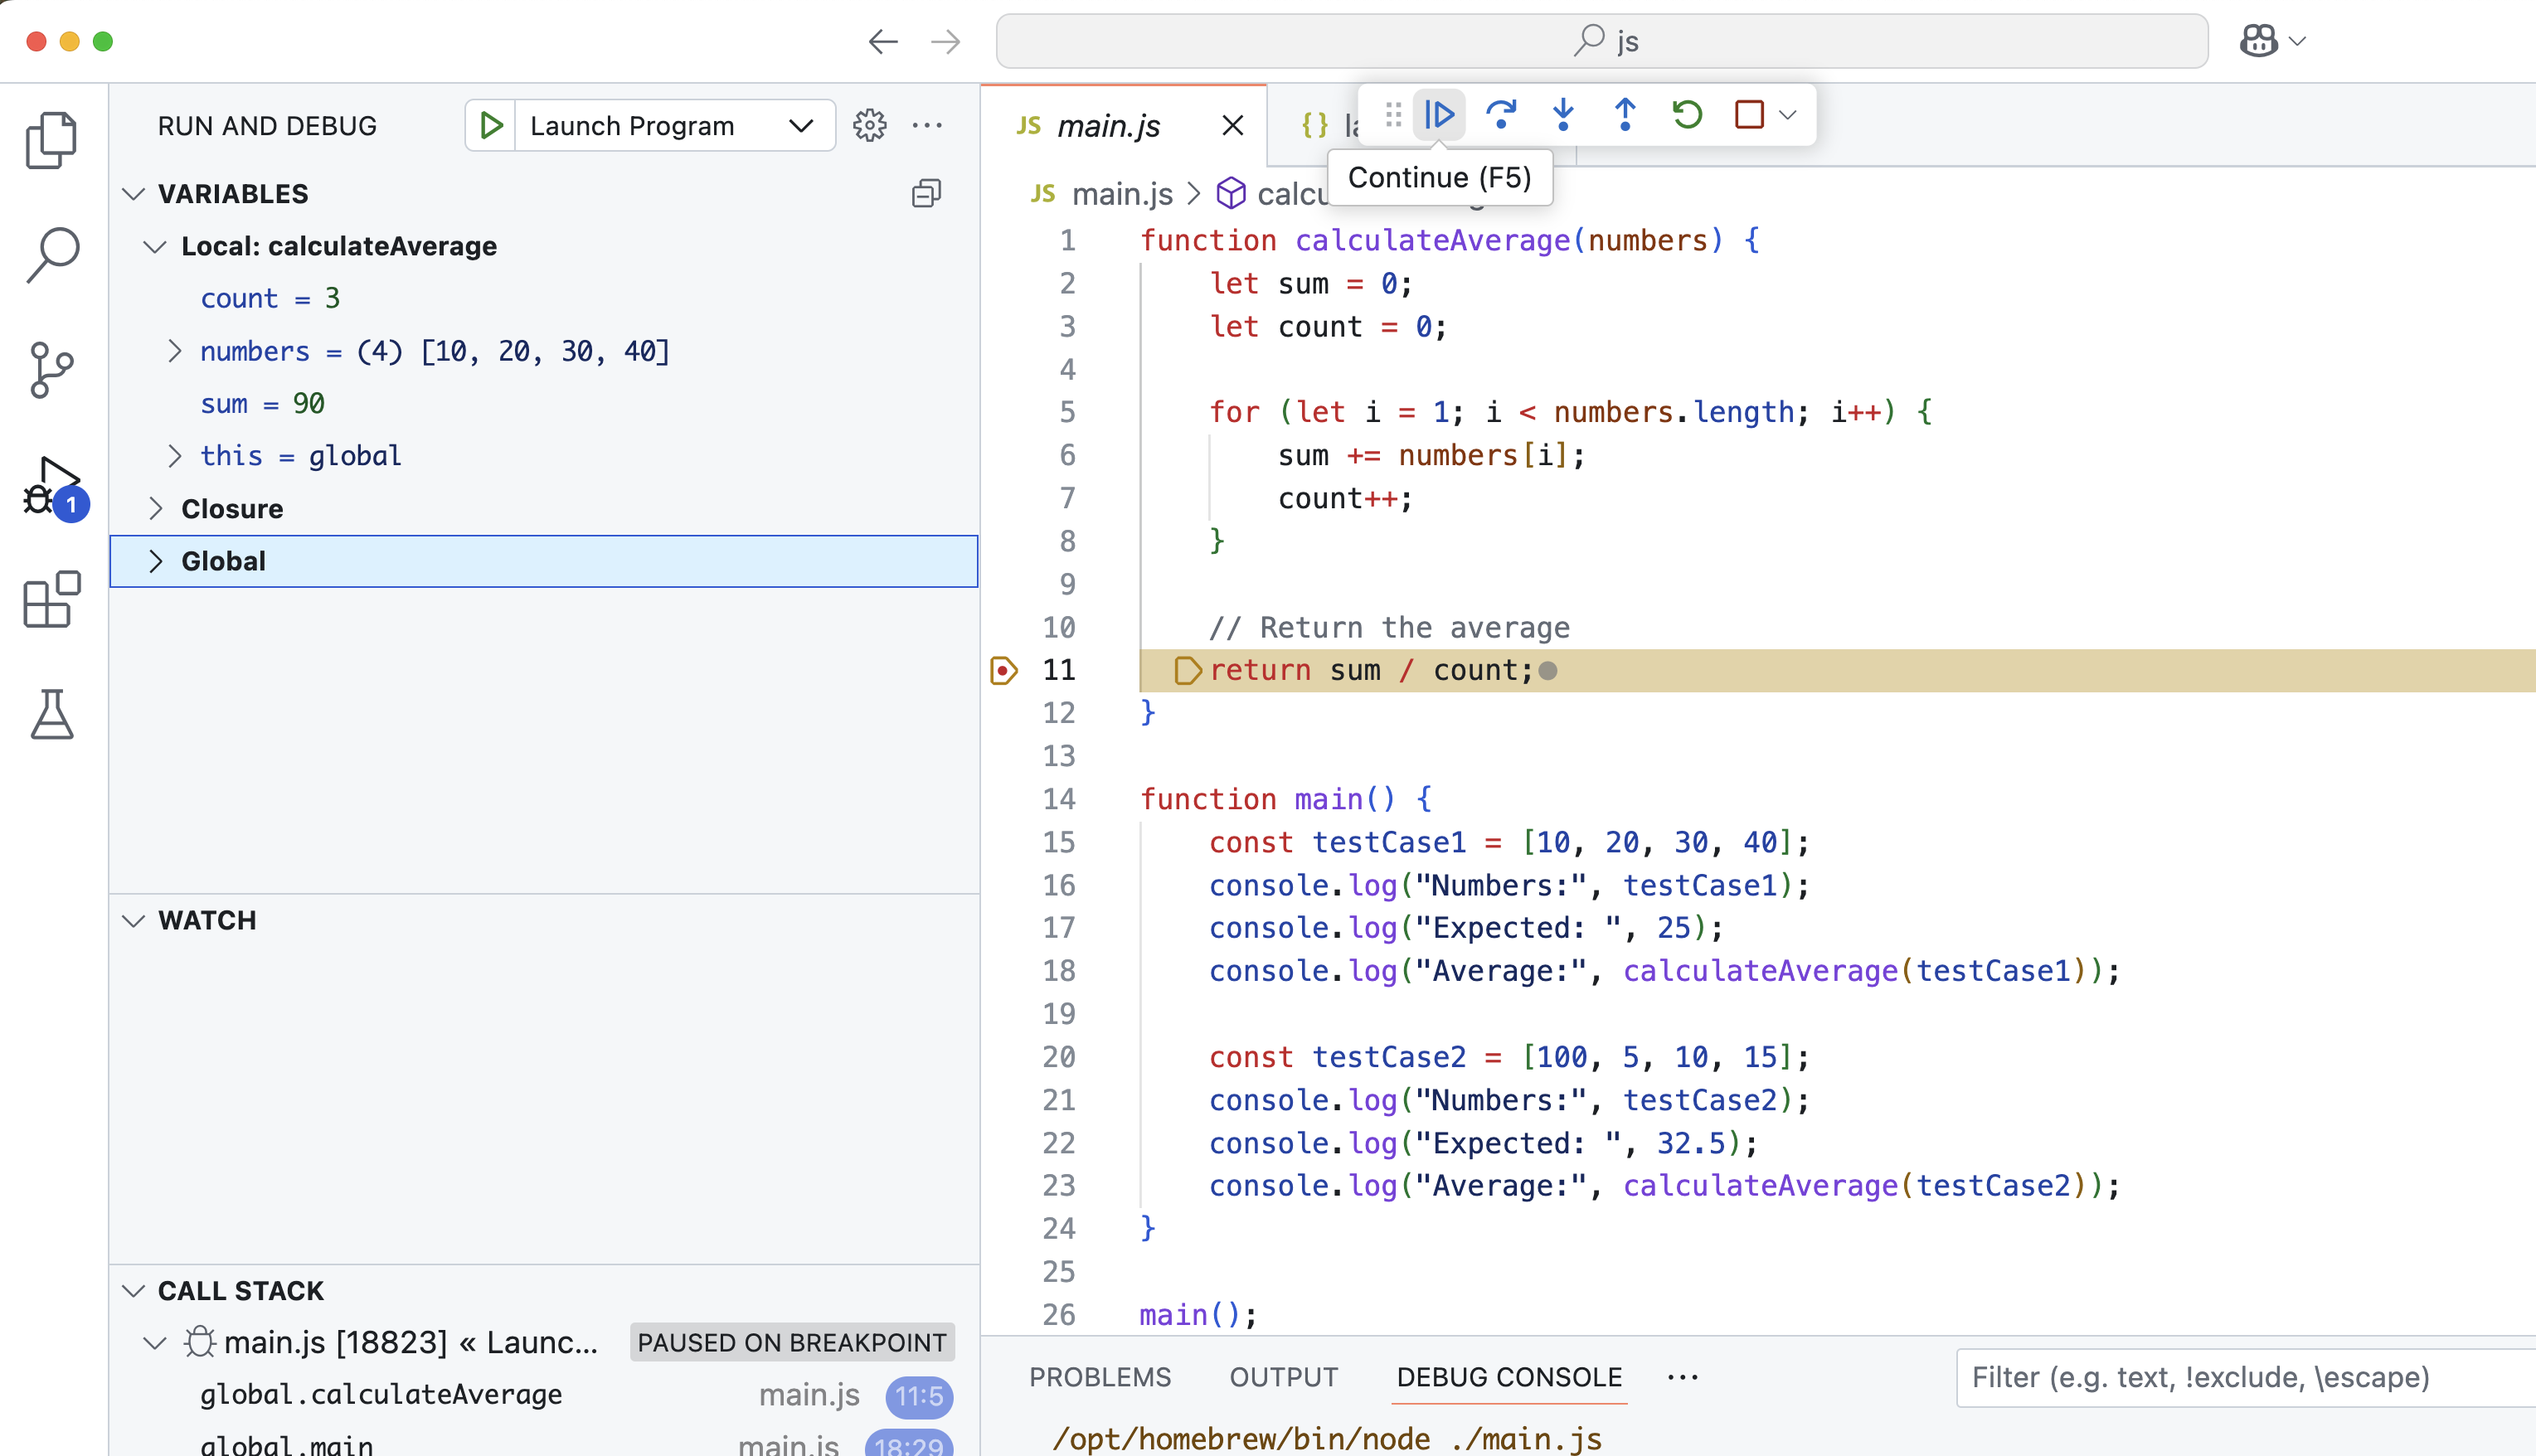 js
RUN AND DEBUG
Launch Program
VARIABLES
Local: calculateAverage
count = 3
numbers = (4) [10, 20, 30, 40]
sum = 90
this = global
Closure
Global
1
WATCH
CALL STACK
main.js [18823] « Launc...
PAUSED ON BREAKPOINT
global.calculateAverage main.js 11:5
global.main main.js 18:29
JS main.js
{}
Continue (F5)
JS main.js >
1 function calculateAverage(numbers) {
2 let sum = 0;
3 let count = 0;
4
5 for (let i = 1; i < numbers.length; i++) {
6 sum += numbers[i];
7 count++;
8 }
9
10 // Return the average
11 return sum / count;
12 }
13
14 function main() {
15 const testCase1 = [10, 20, 30, 40];
16 console.log("Numbers:", testCase1);
17 console.log("Expected: ", 25);
18 console.log("Average:", calculateAverage(testCase1));
19
20 const testCase2 = [100, 5, 10, 15];
21 console.log("Numbers:", testCase2);
22 console.log("Expected: ", 32.5);
23 console.log("Average:", calculateAverage(testCase2));
24 }
25
26 main();
PROBLEMS OUTPUT DEBUG CONSOLE ...
Filter (e.g. text, !exclude, \escape)
/opt/homebrew/bin/node ./main.js